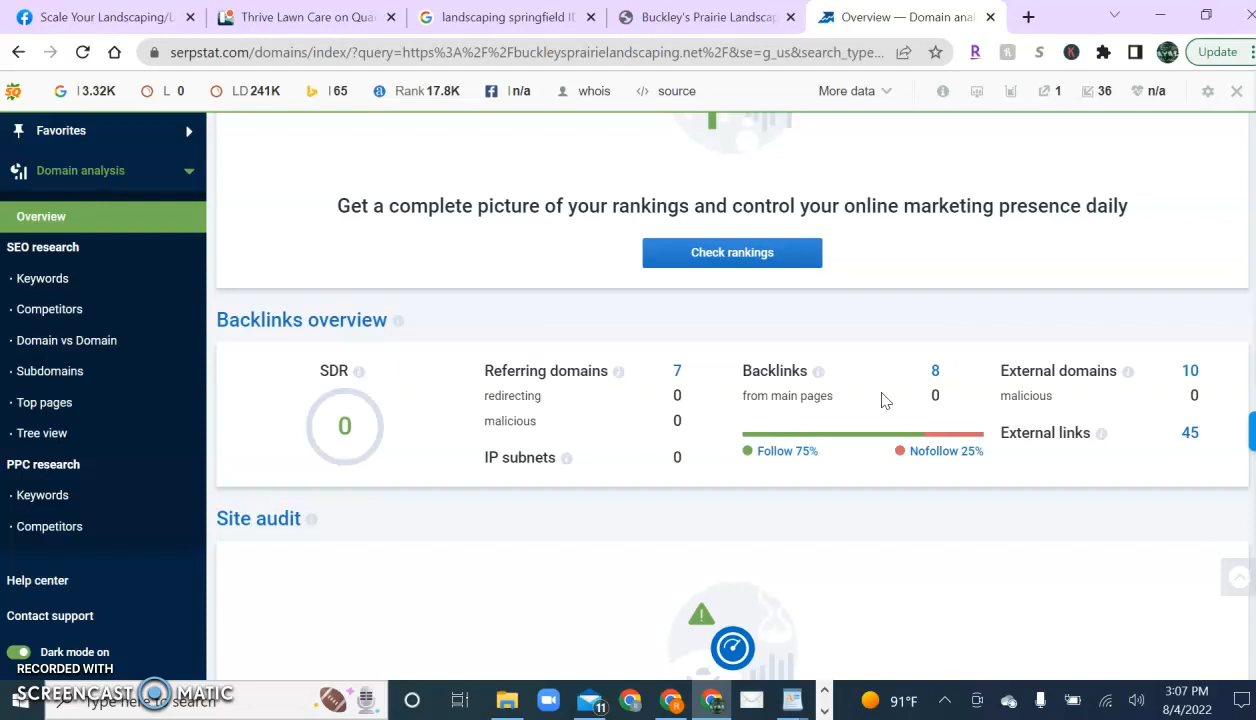 Scale Your Landscaping/L
Thrive Lawn Care on Qua
landscaping springfield I
Buckley's Prairie Landsca
Overview — Domain anal
serpstat.com/domains/index/?query=https%3A%2F%2Fbuckleysprairielandscaping.net%2F&se=g_us&search_type...
Update
I 3.32K
L 0
LD 241K
I 65
Rank 17.8K
I n/a
whois
source
More data
1
36
n/a
Favorites
Domain analysis
Overview
SEO research
· Keywords
· Competitors
· Domain vs Domain
· Subdomains
· Top pages
· Tree view
PPC research
· Keywords
· Competitors
Help center
Contact support
Dark mode on
Get a complete picture of your rankings and control your online marketing presence daily
Check rankings
Backlinks overview
SDR
0
Referring domains 7
redirecting 0
malicious 0
IP subnets 0
Backlinks 8
from main pages 0
Follow 75% Nofollow 25%
External domains 10
malicious 0
External links 45
Site audit
RECORDED WITH
SCREENCAST MATIC
Type here to search
11
91°F
3:07 PM
8/4/2022